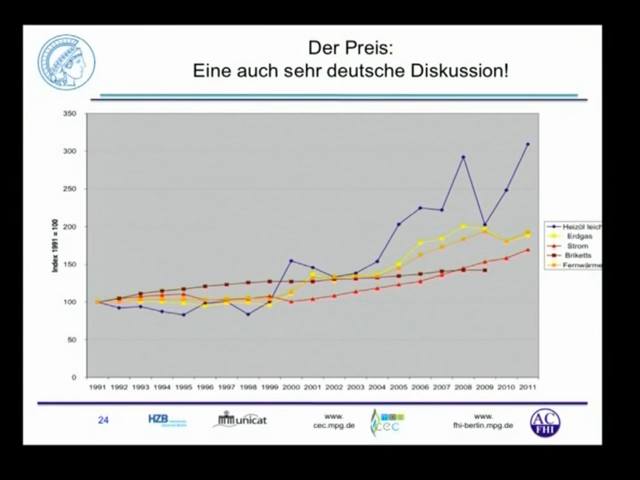 Der Preis:
Eine auch sehr deutsche Diskussion!
350
300
250
200
150
100
50
0
Index 1991 = 100
1991 1992 1993 1994 1995 1996 1997 1998 1999 2000 2001 2002 2003 2004 2005 2006 2007 2008 2009 2010 2011
Heizöl leich
Erdgas
Strom
Briketts
Fernwärme
24
HZB
unicat
www.
cec.mpg.de
cec
www.
fhi-berlin.mpg.de
AC
FHI